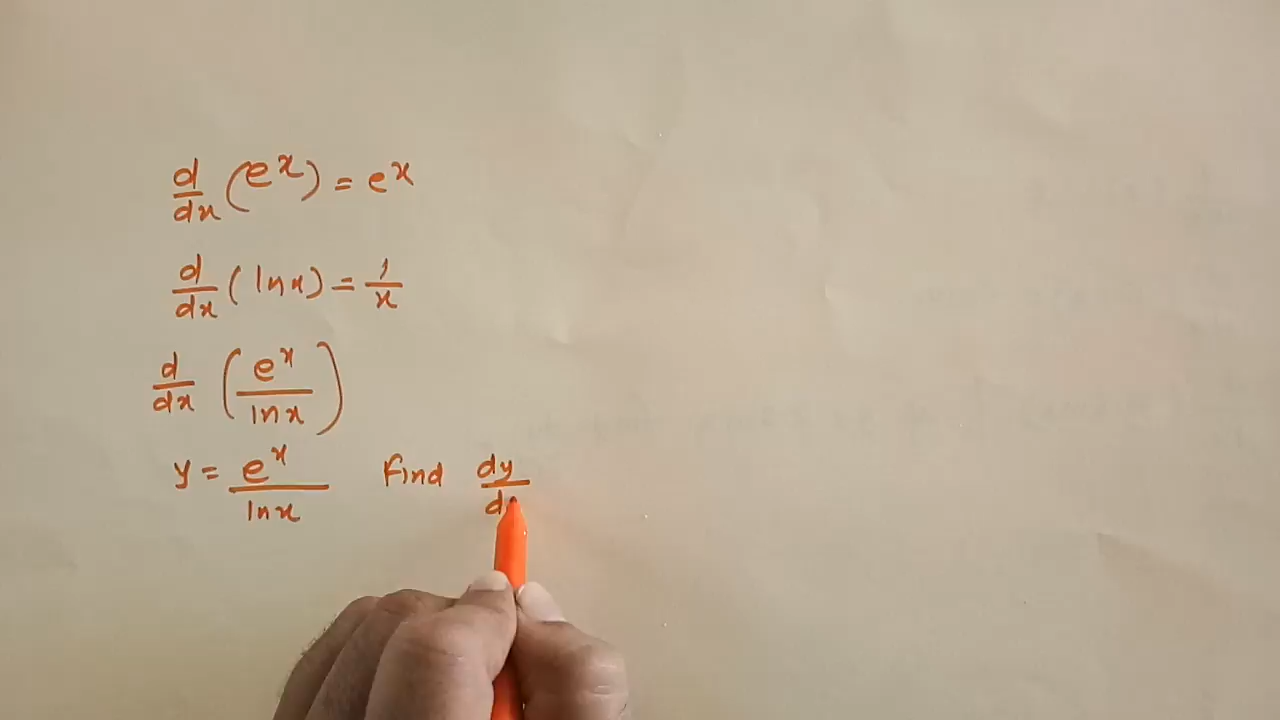 d/dx (e^x) = e^x
d/dx (ln x) = 1/x
d/dx (e^x / ln x)
y = e^x / ln x Find dy/d